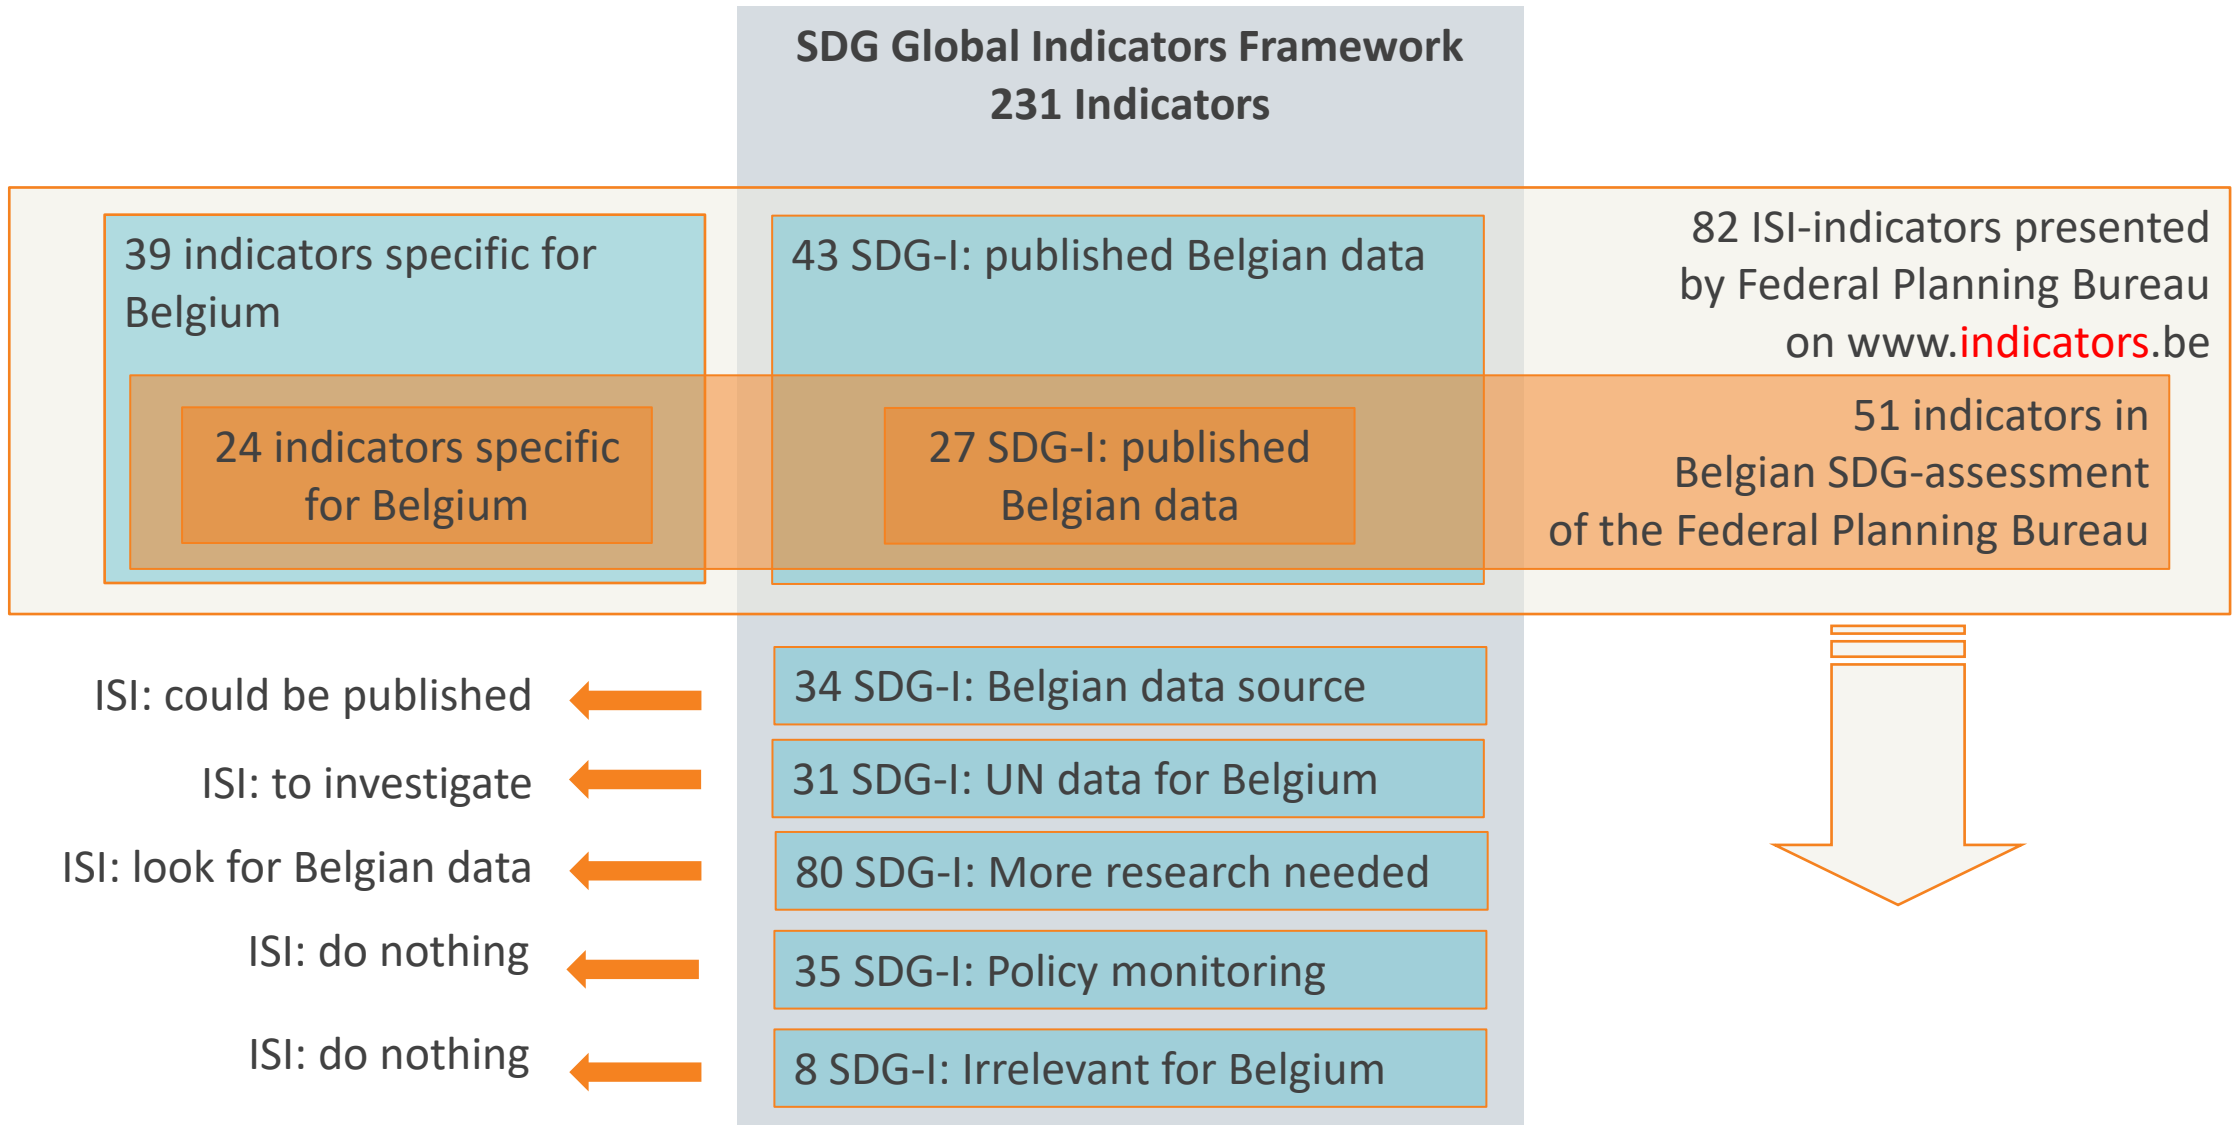 SDG Global Indicators Framework
231 Indicators
39 indicators specific for
Belgium
43 SDG-I: published Belgian data
82 ISI-indicators presented
by Federal Planning Bureau
on www.indicators.be
24 indicators specific
for Belgium
27 SDG-I: published
Belgian data
51 indicators in
Belgian SDG-assessment
of the Federal Planning Bureau
ISI: could be published
34 SDG-I: Belgian data source
ISI: to investigate
31 SDG-I: UN data for Belgium
ISI: look for Belgian data
80 SDG-I: More research needed
ISI: do nothing
35 SDG-I: Policy monitoring
ISI: do nothing
8 SDG-I: Irrelevant for Belgium